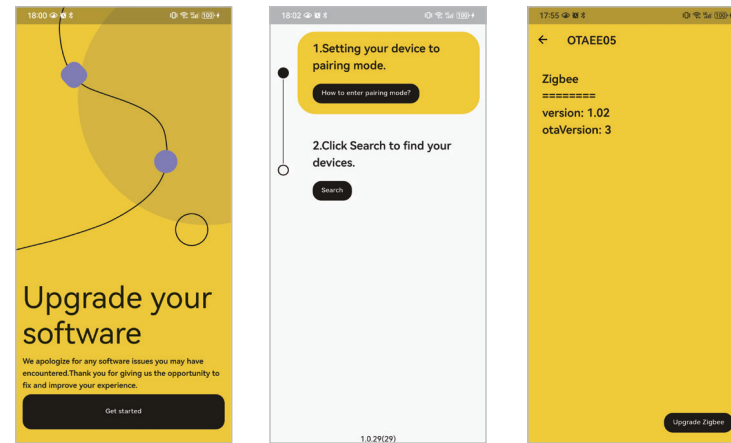 18:00
Upgrade your
software
We apologize for any software issues you may have
encountered.Thank you for giving us the opportunity to
fix and improve your experience.
Get started
18:02
1.Setting your device to
pairing mode.
How to enter pairing mode?
2.Click Search to find your
devices.
Search
1.0.29(29)
17:55
OTAEE05
Zigbee
========
version: 1.02
otaVersion: 3
Upgrade Zigbee